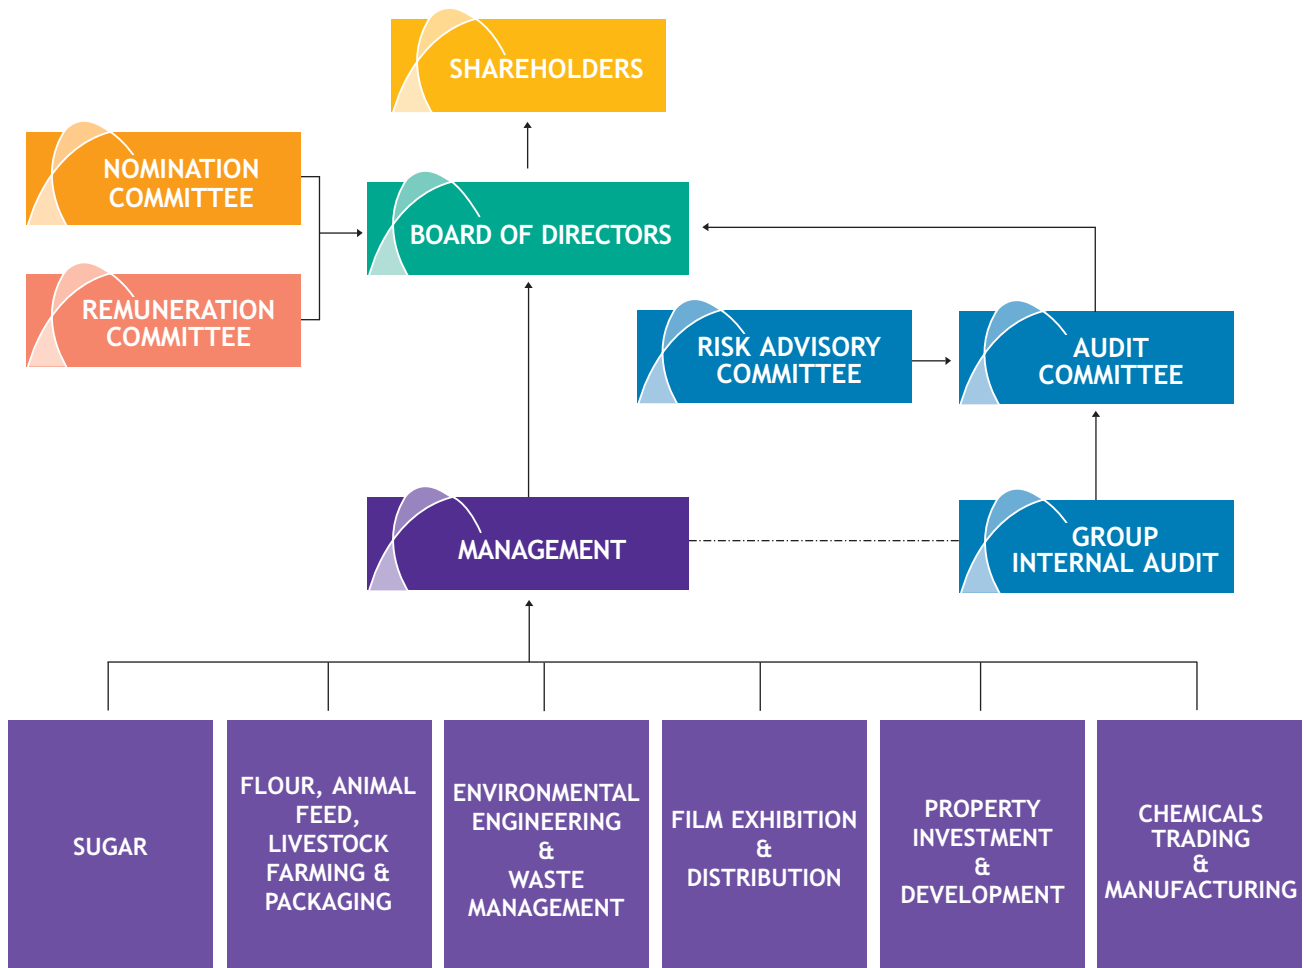 SHAREHOLDERS
NOMINATION
COMMITTEE
BOARD OF DIRECTORS
REMUNERATION
COMMITTEE
RISK ADVISORY
COMMITTEE
AUDIT
COMMITTEE
MANAGEMENT
GROUP
INTERNAL AUDIT
SUGAR
FLOUR, ANIMAL
FEED,
LIVESTOCK
FARMING &
PACKAGING
ENVIRONMENTAL
ENGINEERING
&
WASTE
MANAGEMENT
FILM EXHIBITION
&
DISTRIBUTION
PROPERTY
INVESTMENT
&
DEVELOPMENT
CHEMICALS
TRADING
&
MANUFACTURING